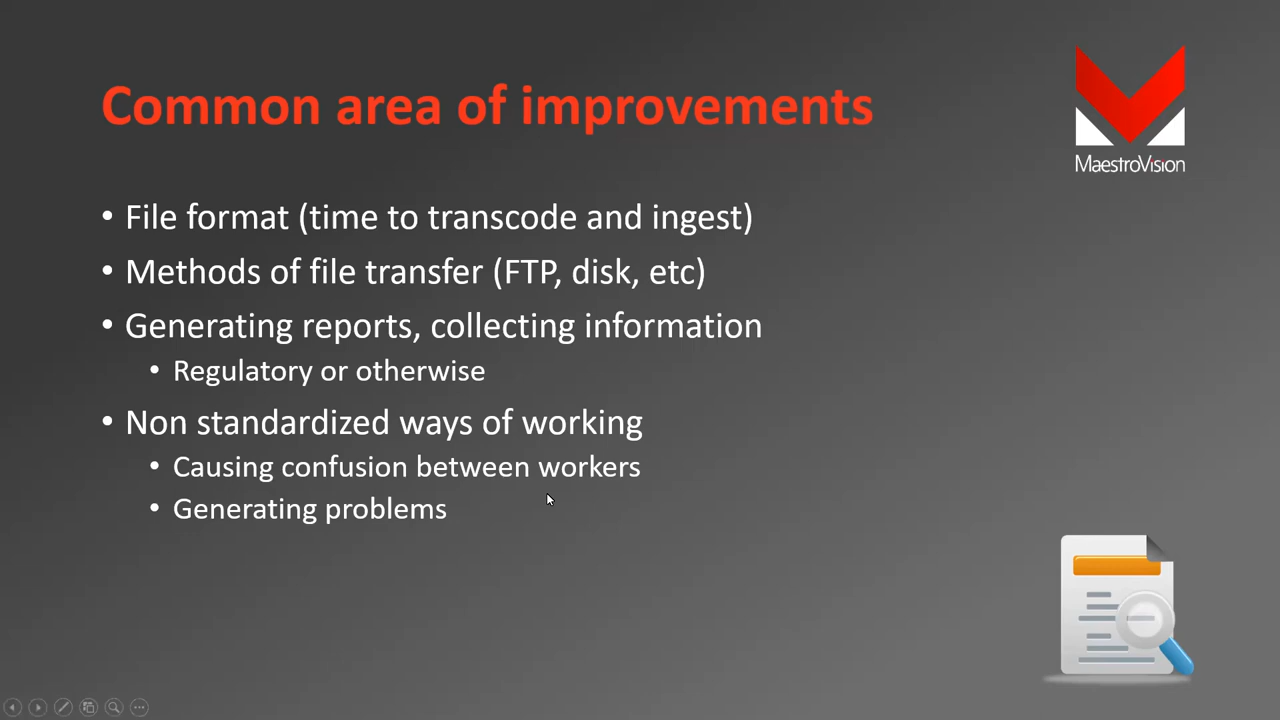 Common area of improvements
MaestroVision
• File format (time to transcode and ingest)
• Methods of file transfer (FTP, disk, etc)
• Generating reports, collecting information
• Regulatory or otherwise
• Non standardized ways of working
• Causing confusion between workers
• Generating problems